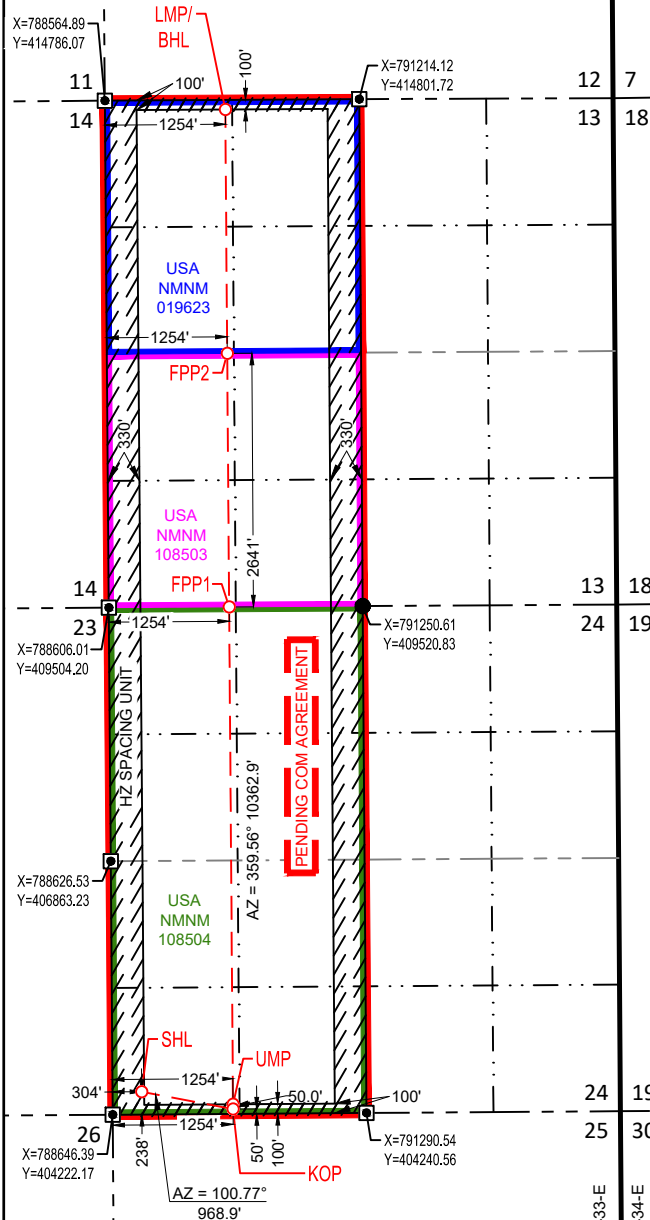 X=788564.89
Y=414786.07
LMP/
BHL
100'
X=791214.12
Y=414801.72
11
100'
12
7
14
1254'
13
18
USA
NMNM
019623
1254'
FPP2
330'
330'
USA
NMNM
108503
2641'
14
FPP1
13
18
23
1254'
24
19
X=788606.01
Y=409504.20
X=791250.61
Y=409520.83
HZ SPACING UNIT
PENDING COM AGREEMENT
AZ = 359.56° 10362.9'
X=788626.53
Y=406863.23
USA
NMNM
108504
SHL
UMP
304'
1254'
50.0'
100'
24
19
26
1254'
25
30
238'
50'
100'
X=788646.39
Y=404222.17
KOP
X=791290.54
Y=404240.56
AZ = 100.77°
968.9'
33-E
34-E